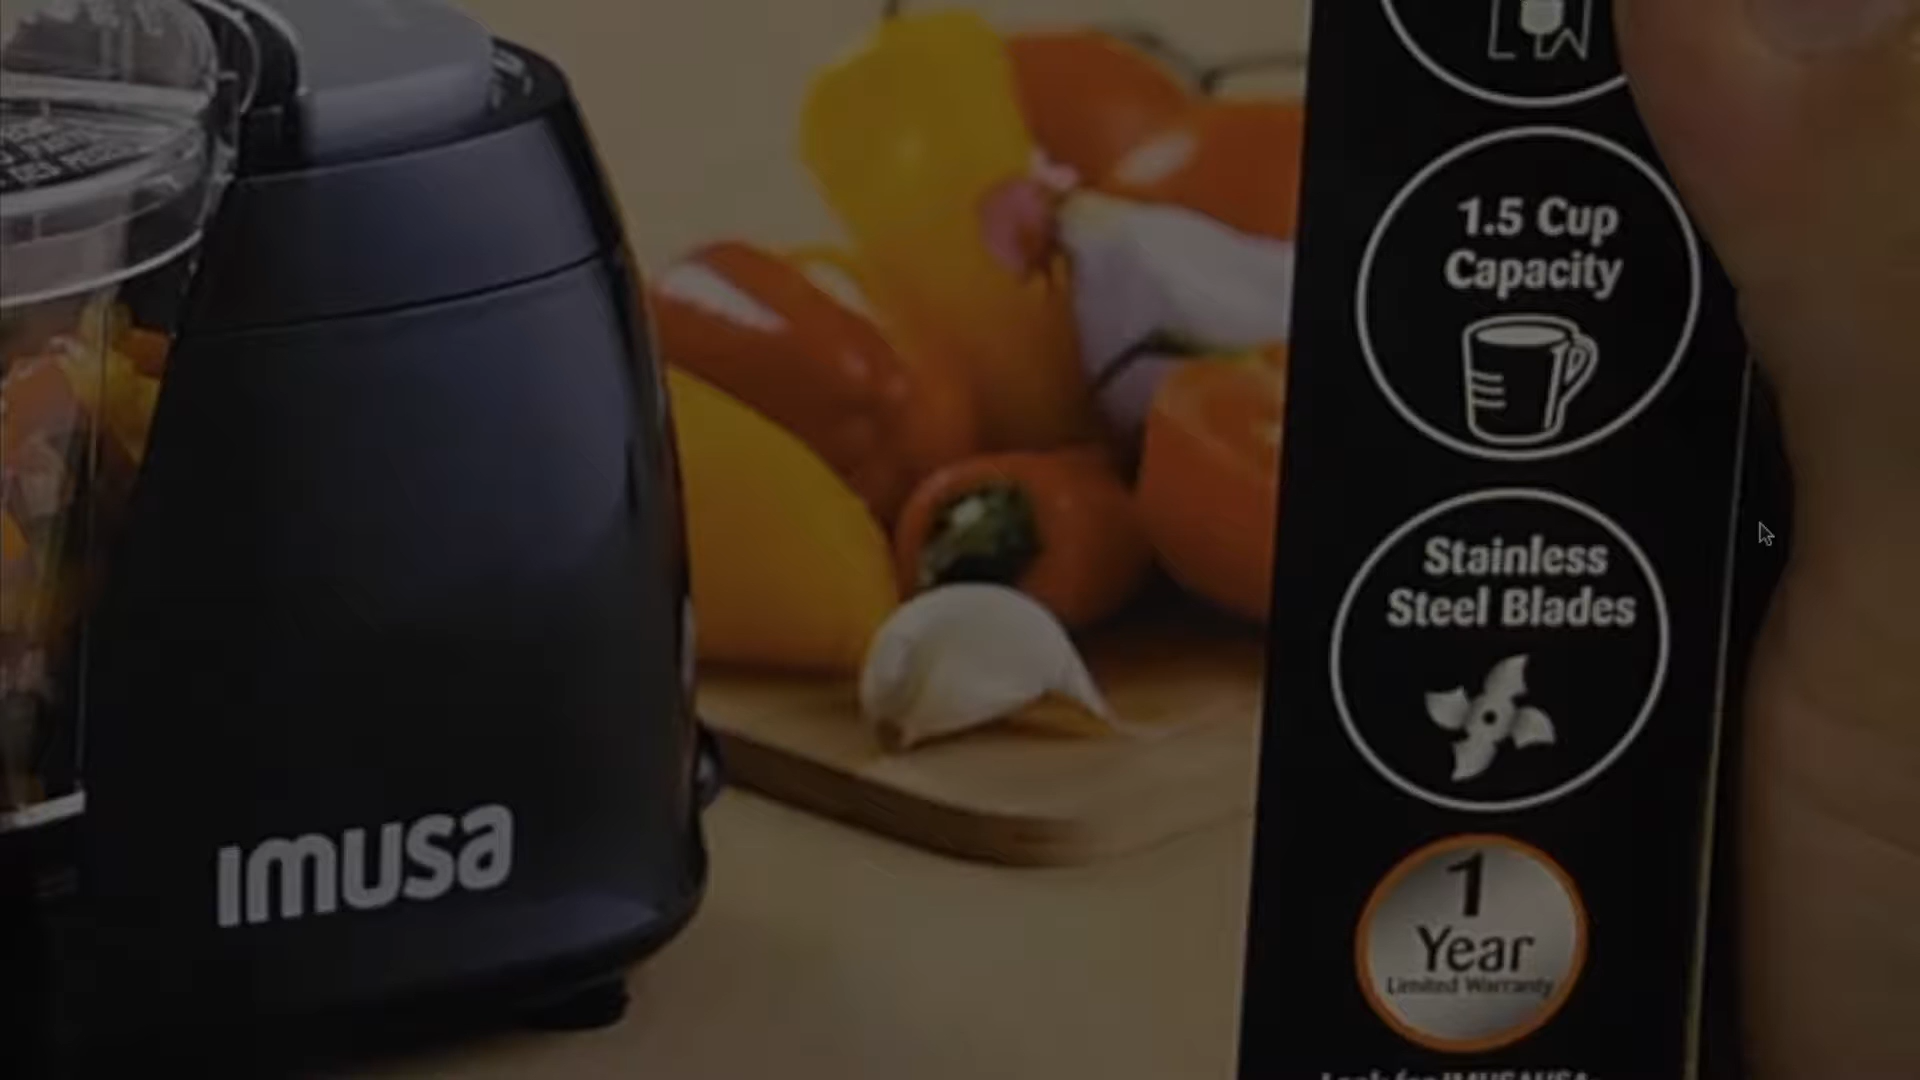 1.5 Cup
Capacity
Stainless
Steel Blades
IMUSA
1
Year
Limited Warranty